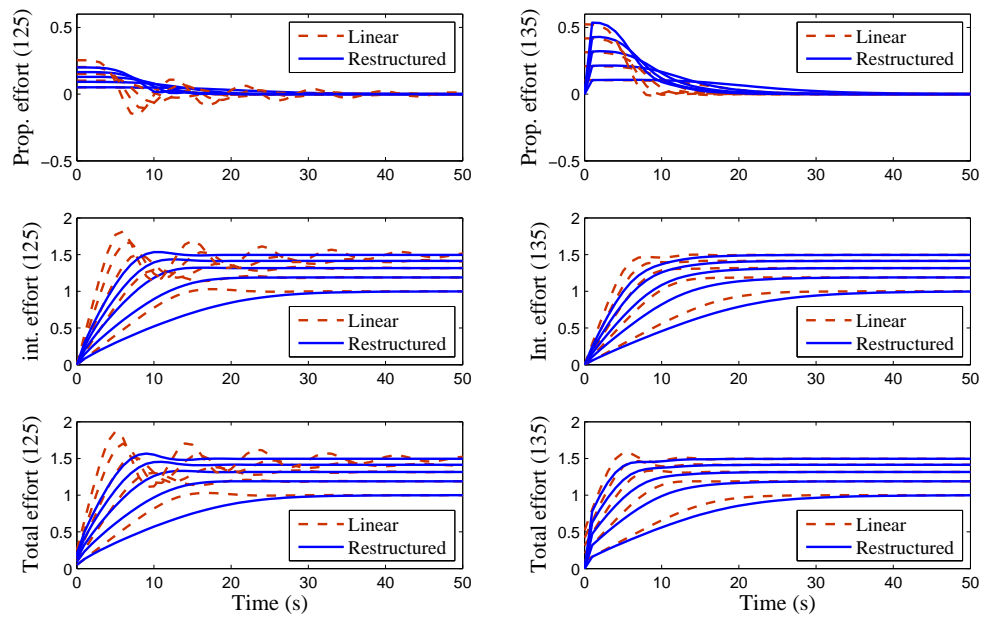 Prop. effort (125)
0.5
0
−0.5
Linear
Restructured
0 10 20 30 40 50
Prop. effort (135)
0.5
0
−0.5
Linear
Restructured
0 10 20 30 40 50
int. effort (125)
2
1.5
1
0.5
0
Linear
Restructured
0 10 20 30 40 50
Int. effort (135)
2
1.5
1
0.5
0
Linear
Restructured
0 10 20 30 40 50
Total effort (125)
2
1.5
1
0.5
0
Linear
Restructured
0 10 20 30 40 50
Time (s)
Total effort (135)
2
1.5
1
0.5
0
Linear
Restructured
0 10 20 30 40 50
Time (s)